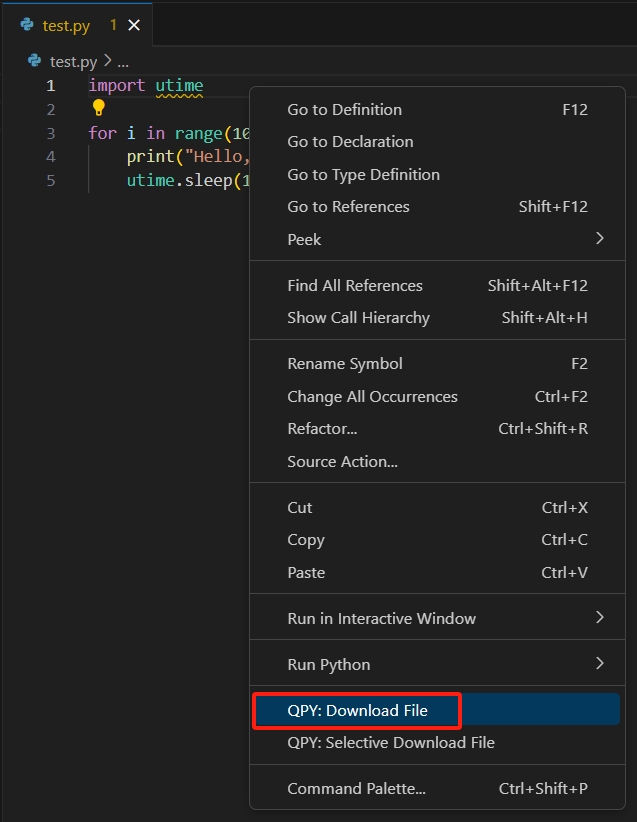 test.py 1
test.py > ...
1 import utime
2
3 for i in range(10
4 print("Hello,
5 utime.sleep(1
Go to Definition F12
Go to Declaration
Go to Type Definition
Go to References Shift+F12
Peek
Find All References Shift+Alt+F12
Show Call Hierarchy Shift+Alt+H
Rename Symbol F2
Change All Occurrences Ctrl+F2
Refactor... Ctrl+Shift+R
Source Action...
Cut Ctrl+X
Copy Ctrl+C
Paste Ctrl+V
Run in Interactive Window
Run Python
QPY: Download File
QPY: Selective Download File
Command Palette... Ctrl+Shift+P